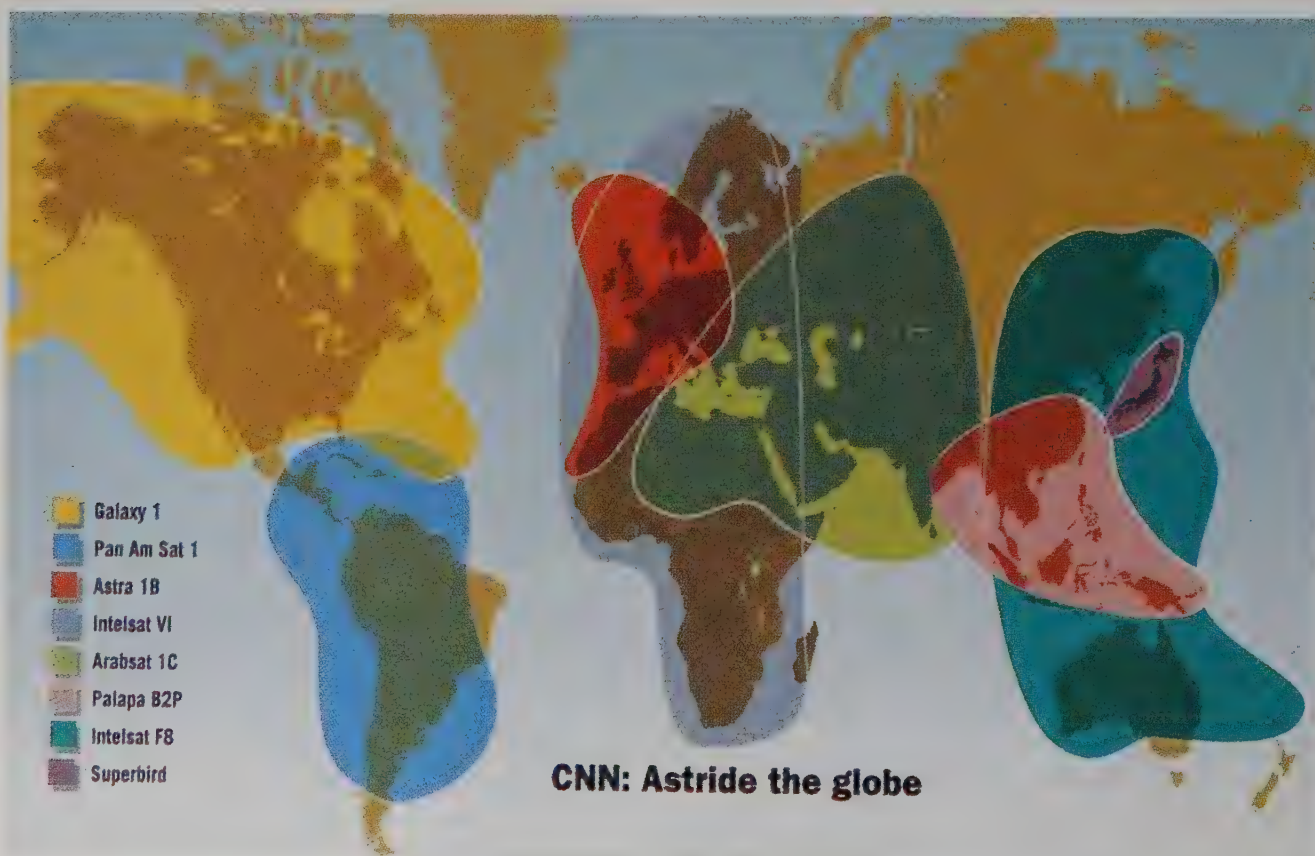 Galaxy 1
Pan Am Sat 1
Astra 1B
Intelsat VI
Arabsat 1C
Palapa B2P
Intelsat F8
Superbird
CNN: Astride the globe